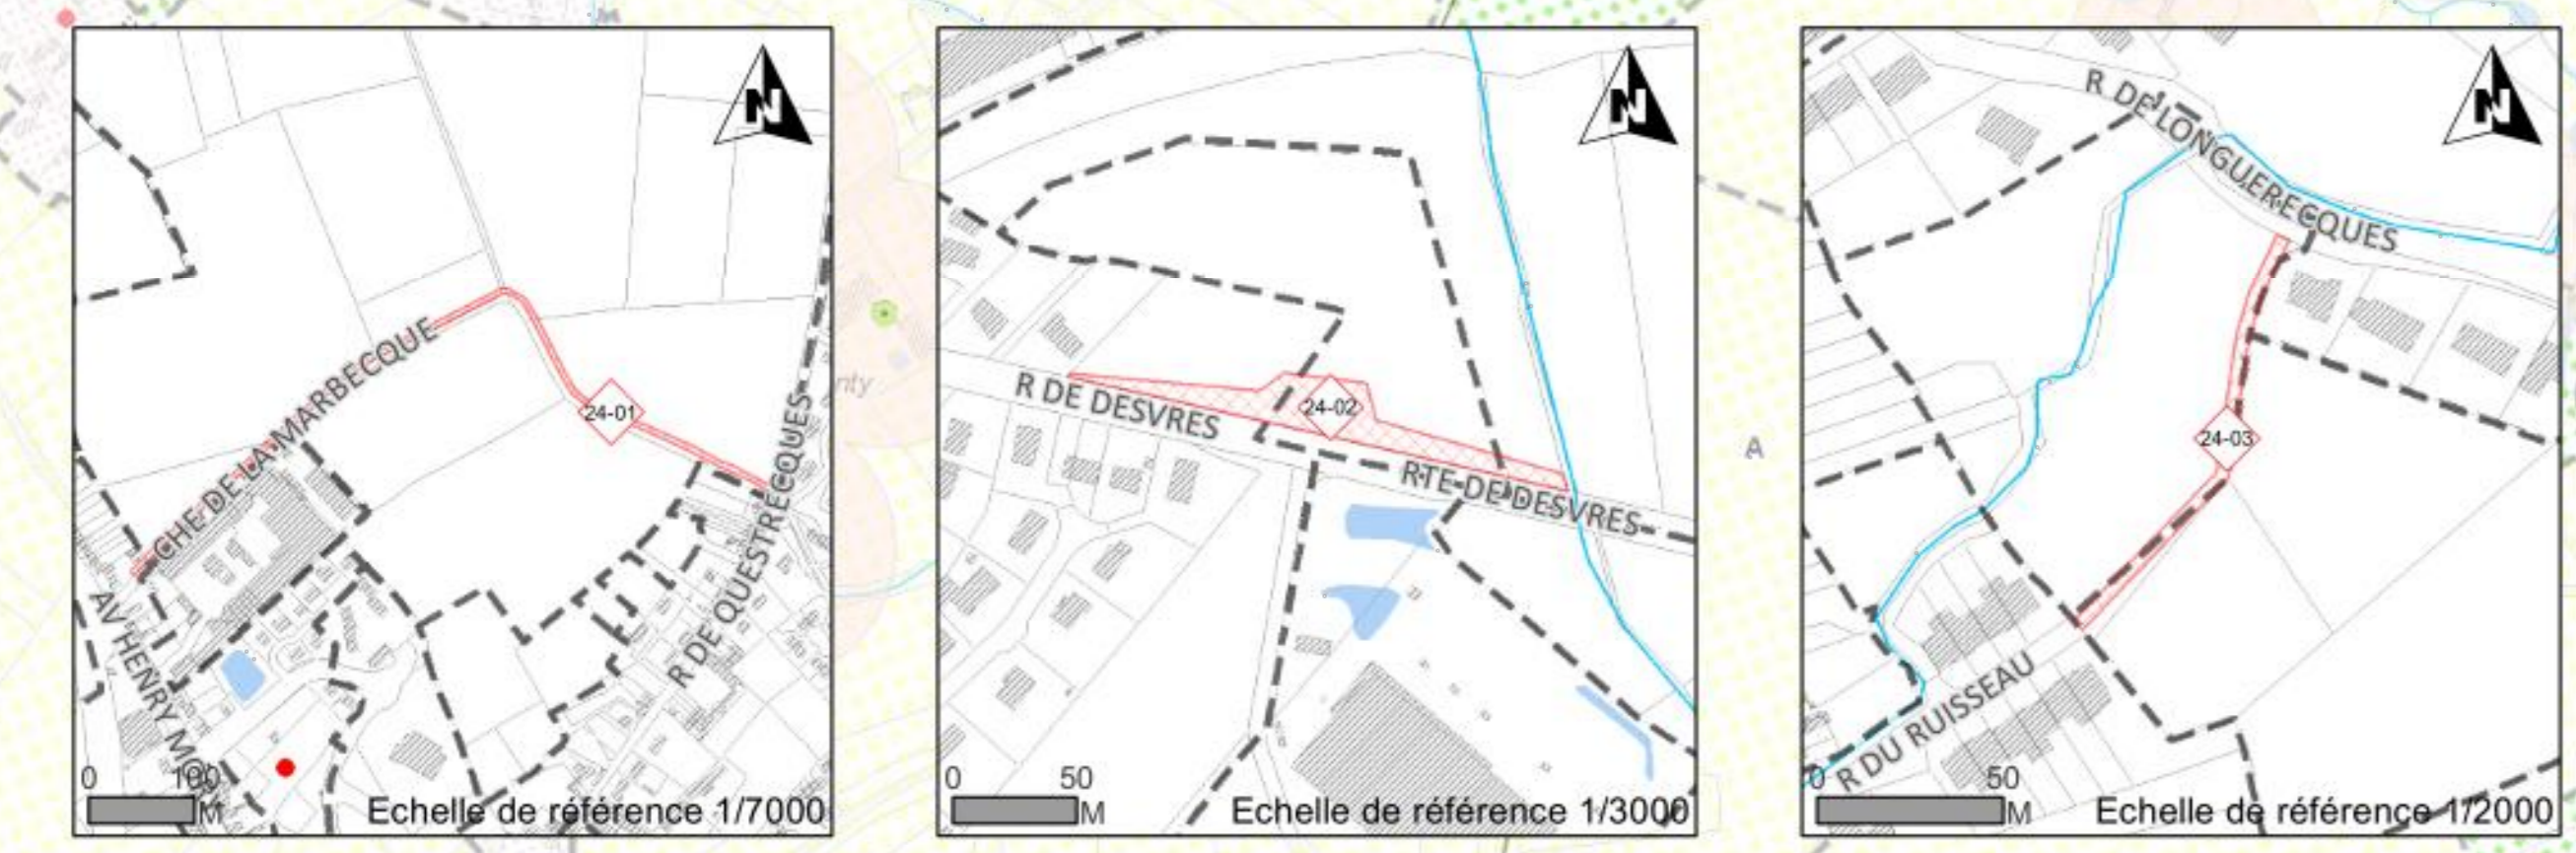 N
CHE DE LA MARBECQUE
24-01
R DE QUESTRECQUES
AV HENRY
0 100
M
Echelle de référence 1/7000
nty
N
R DE DESVRES
24-02
RTE DE DESVRES
0 50
M
Echelle de référence 1/3000
A
N
R DE LONGUERECQUES
24-03
R DU RUISSEAU
0 50
M
Echelle de référence 1/2000